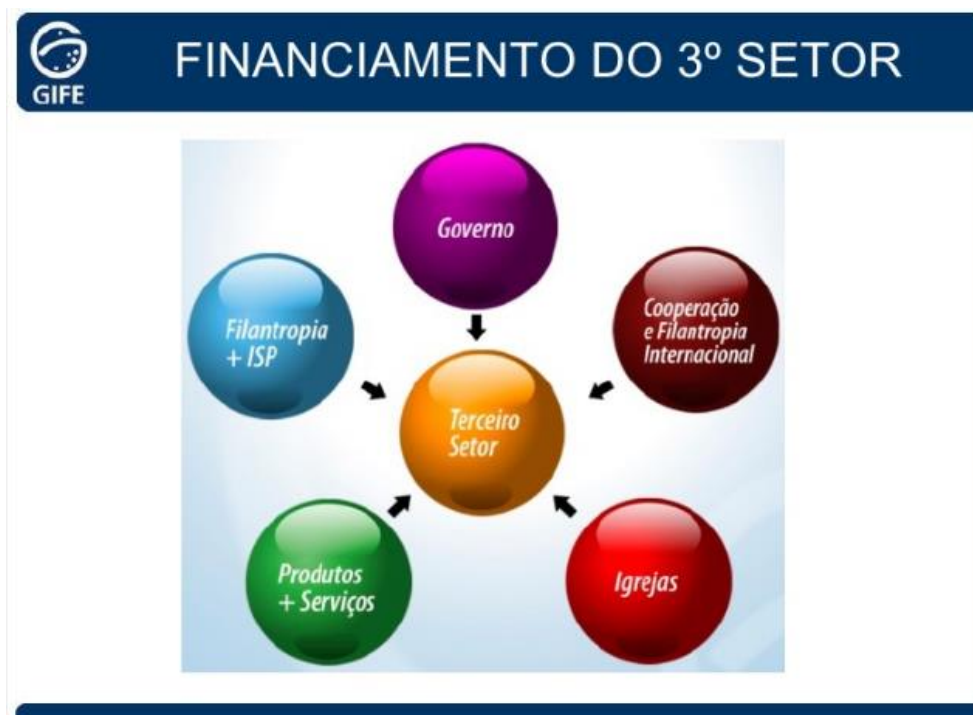 GIFE
FINANCIAMENTO DO 3º SETOR
Governo
Filantropia
+ ISP
Cooperação
e Filantropia
Internacional
Terceiro
Setor
Produtos
+ Serviços
Igrejas